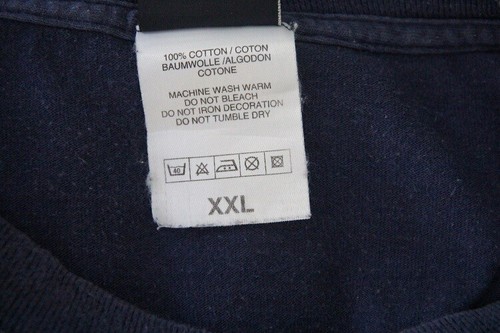 100% COTTON / COTON
BAUMWOLLE / ALGODON
COTONE
MACHINE WASH WARM
DO NOT BLEACH
DO NOT IRON DECORATION
DO NOT TUMBLE DRY
40
XXL